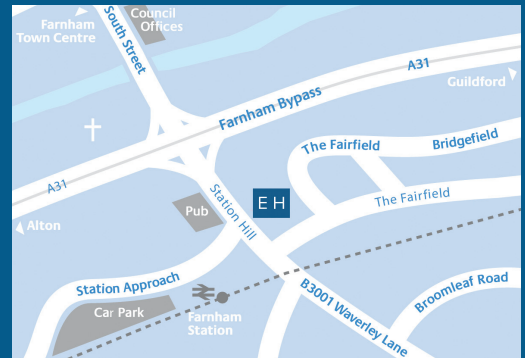 Farnham
Town Centre
Council
Offices
South Street
A31
Guildford
Farnham Bypass
The Fairfield
Bridgefield
A31
Alton
Pub
Station Hill
E H
The Fairfield
Station Approach
Car Park
Farnham
Station
B3001 Waverley Lane
Broomleaf Road